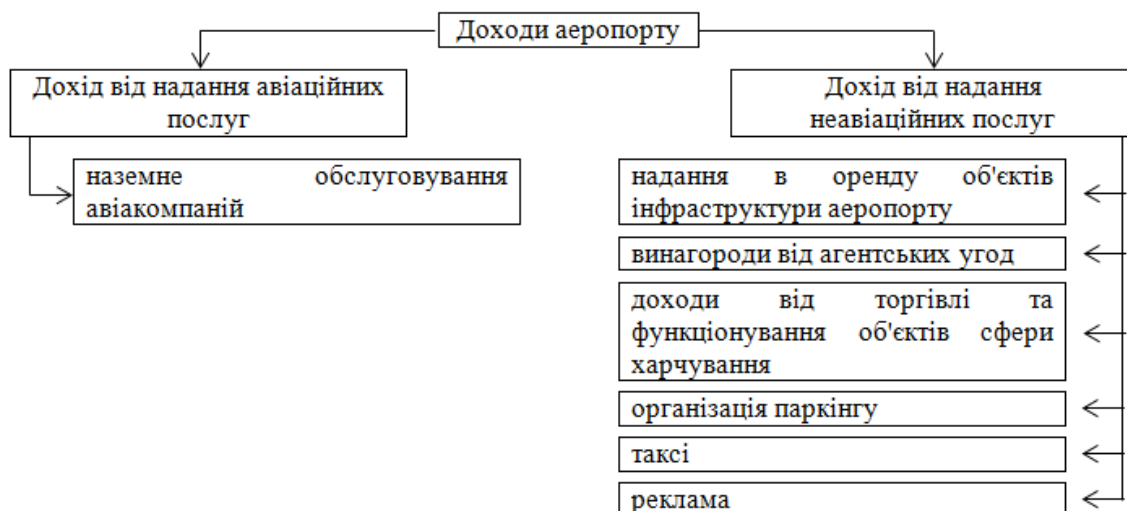 Доходи аеропорту
Дохід від надання авіаційних
послуг
наземне обслуговування
авіакомпаній
Дохід від надання
неавіаційних послуг
надання в оренду об'єктів
інфраструктури аеропорту
винагороди від агентських угод
доходи від торгівлі та
функціонування об'єктів сфери
харчування
організація паркінгу
таксі
реклама